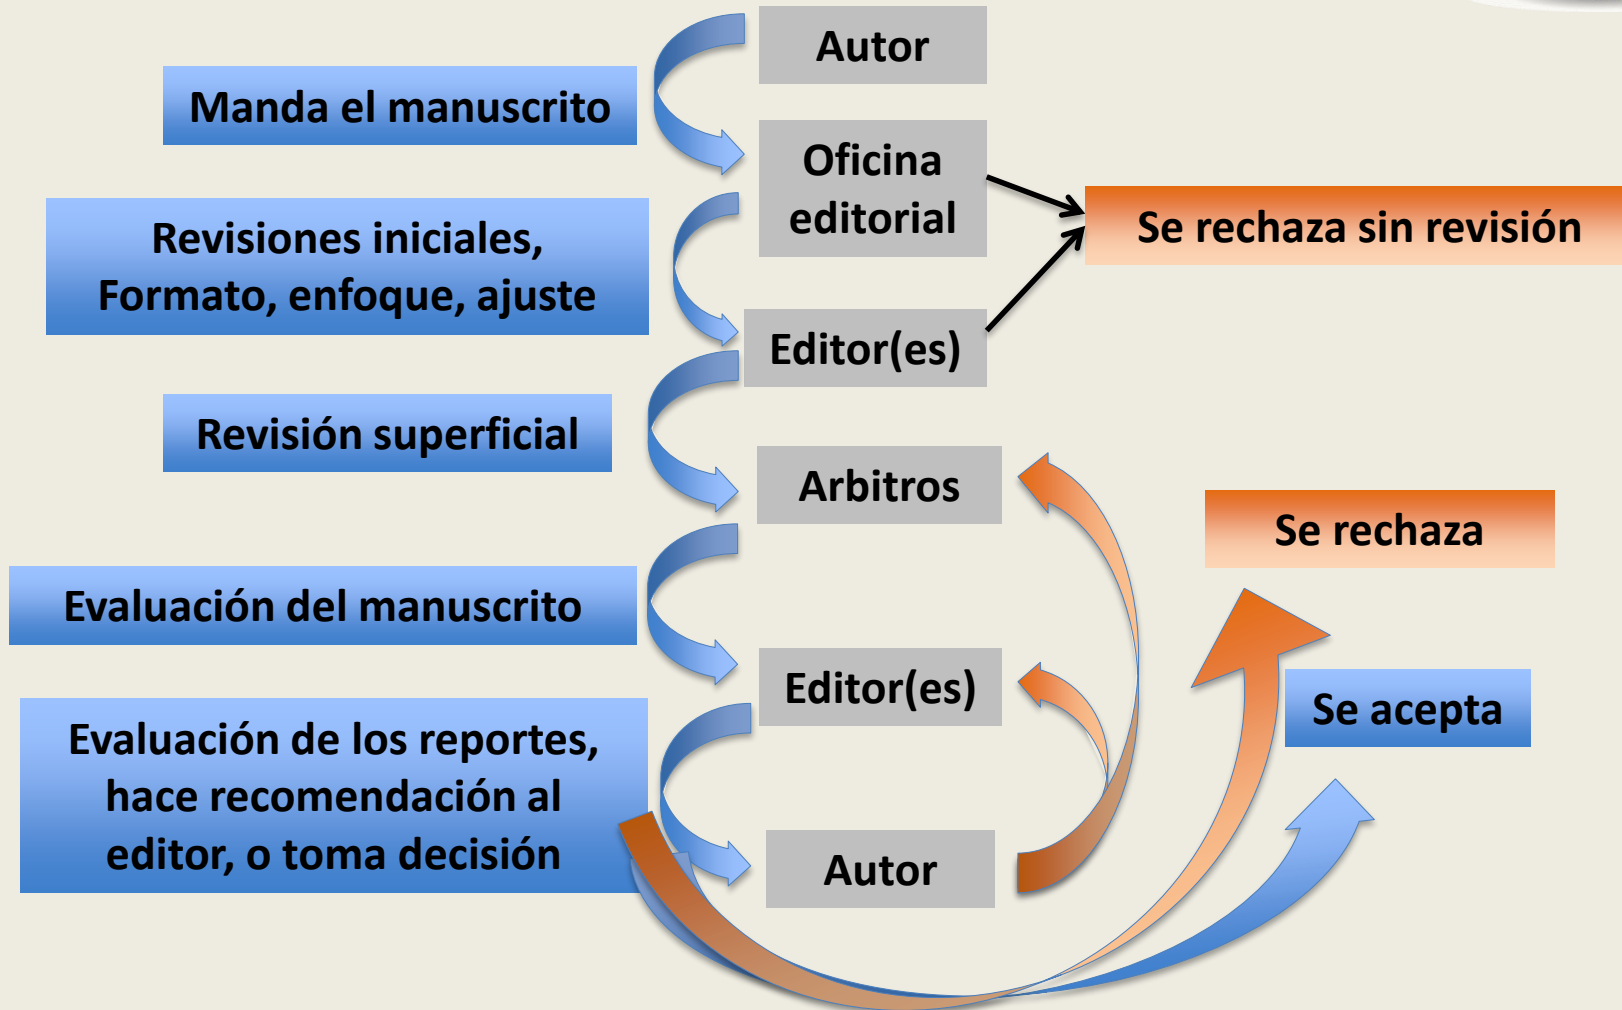 Autor
Manda el manuscrito
Oficina
editorial
Se rechaza sin revisión
Revisiones iniciales,
Formato, enfoque, ajuste
Editor(es)
Revisión superficial
Arbitros
Se rechaza
Evaluación del manuscrito
Editor(es)
Se acepta
Evaluación de los reportes,
hace recomendación al
editor, o toma decisión
Autor